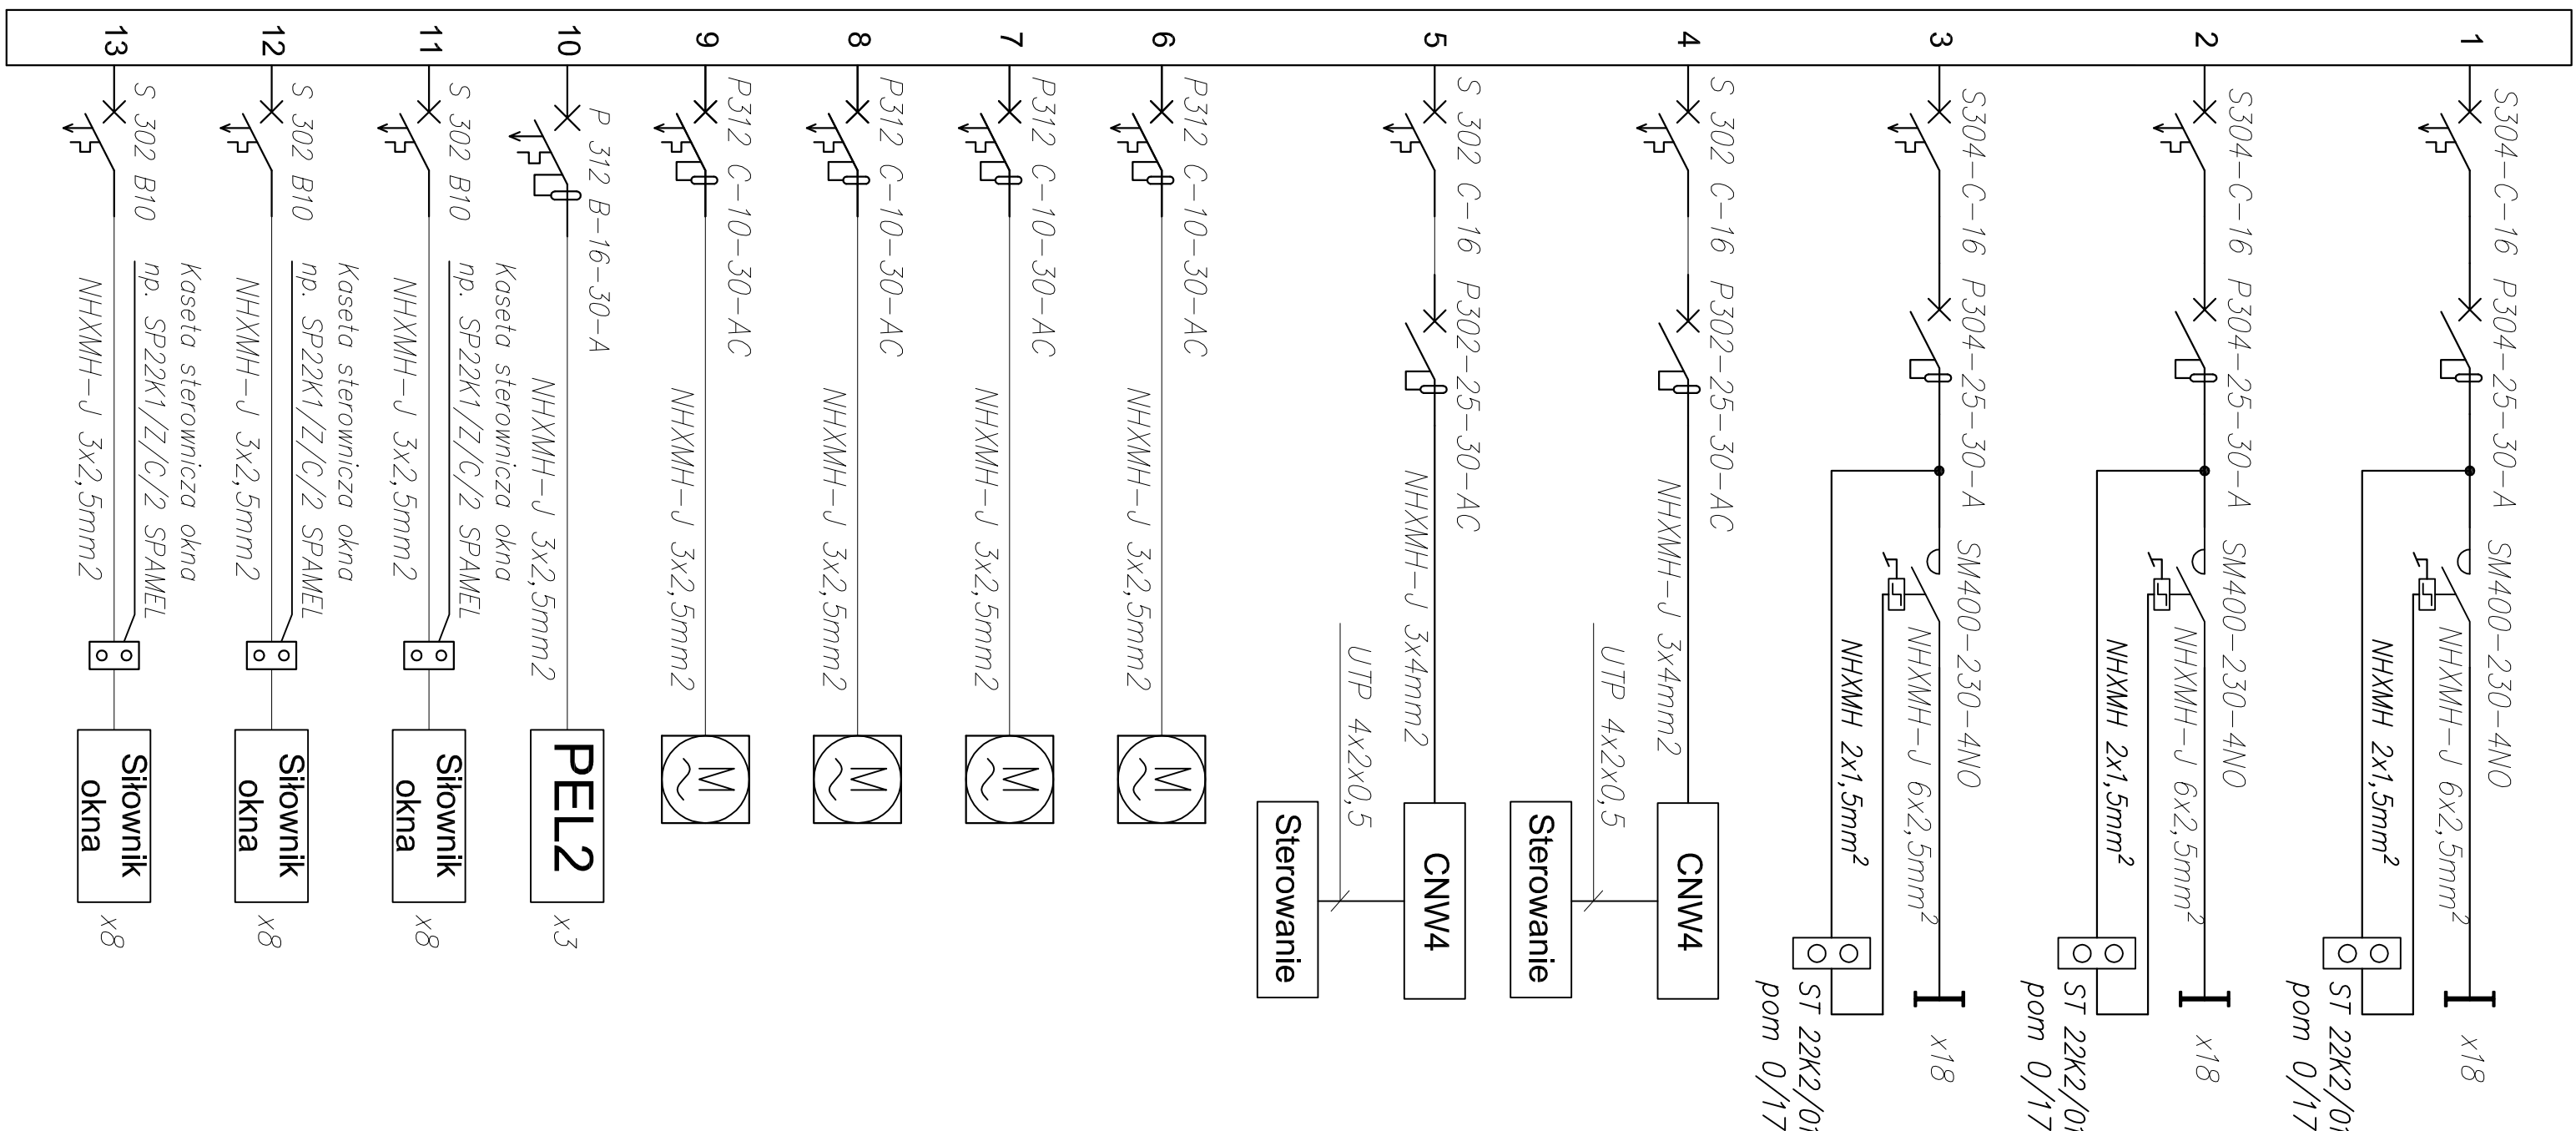 1
S304-C-16 P304-25-30-A SM400-230-4NO
NHXMH-J 6x2,5mm²
NHXMH 2x1,5mm²
x18
ST 22K2/01
pom 0/17
2
S304-C-16 P304-25-30-A SM400-230-4NO
NHXMH-J 6x2,5mm²
NHXMH 2x1,5mm²
x18
ST 22K2/01
pom 0/17
3
S304-C-16 P304-25-30-A SM400-230-4NO
NHXMH-J 6x2,5mm²
NHXMH 2x1,5mm²
x18
ST 22K2/01
pom 0/17
4
S 302 C-16 P302-25-30-AC
NHXMH-J 3x4mm2
UTP 4x2x0,5
CNW4
Sterowanie
5
S 302 C-16 P302-25-30-AC
NHXMH-J 3x4mm2
UTP 4x2x0,5
CNW4
Sterowanie
6
P312 C-10-30-AC
NHXMH-J 3x2,5mm2
M
7
P312 C-10-30-AC
NHXMH-J 3x2,5mm2
M
8
P312 C-10-30-AC
NHXMH-J 3x2,5mm2
M
9
P312 C-10-30-AC
NHXMH-J 3x2,5mm2
M
10
P 312 B-16-30-A
NHXMH-J 3x2,5mm2
PEL2
x3
11
S 302 B10
Kaseta sterownicza okna
np. SP22K1/Z/C/2 SPAMEL
NHXMH-J 3x2,5mm2
Siłownik
okna
x8
12
S 302 B10
Kaseta sterownicza okna
np. SP22K1/Z/C/2 SPAMEL
NHXMH-J 3x2,5mm2
Siłownik
okna
x8
13
S 302 B10
Kaseta sterownicza okna
np. SP22K1/Z/C/2 SPAMEL
NHXMH-J 3x2,5mm2
Siłownik
okna
x8